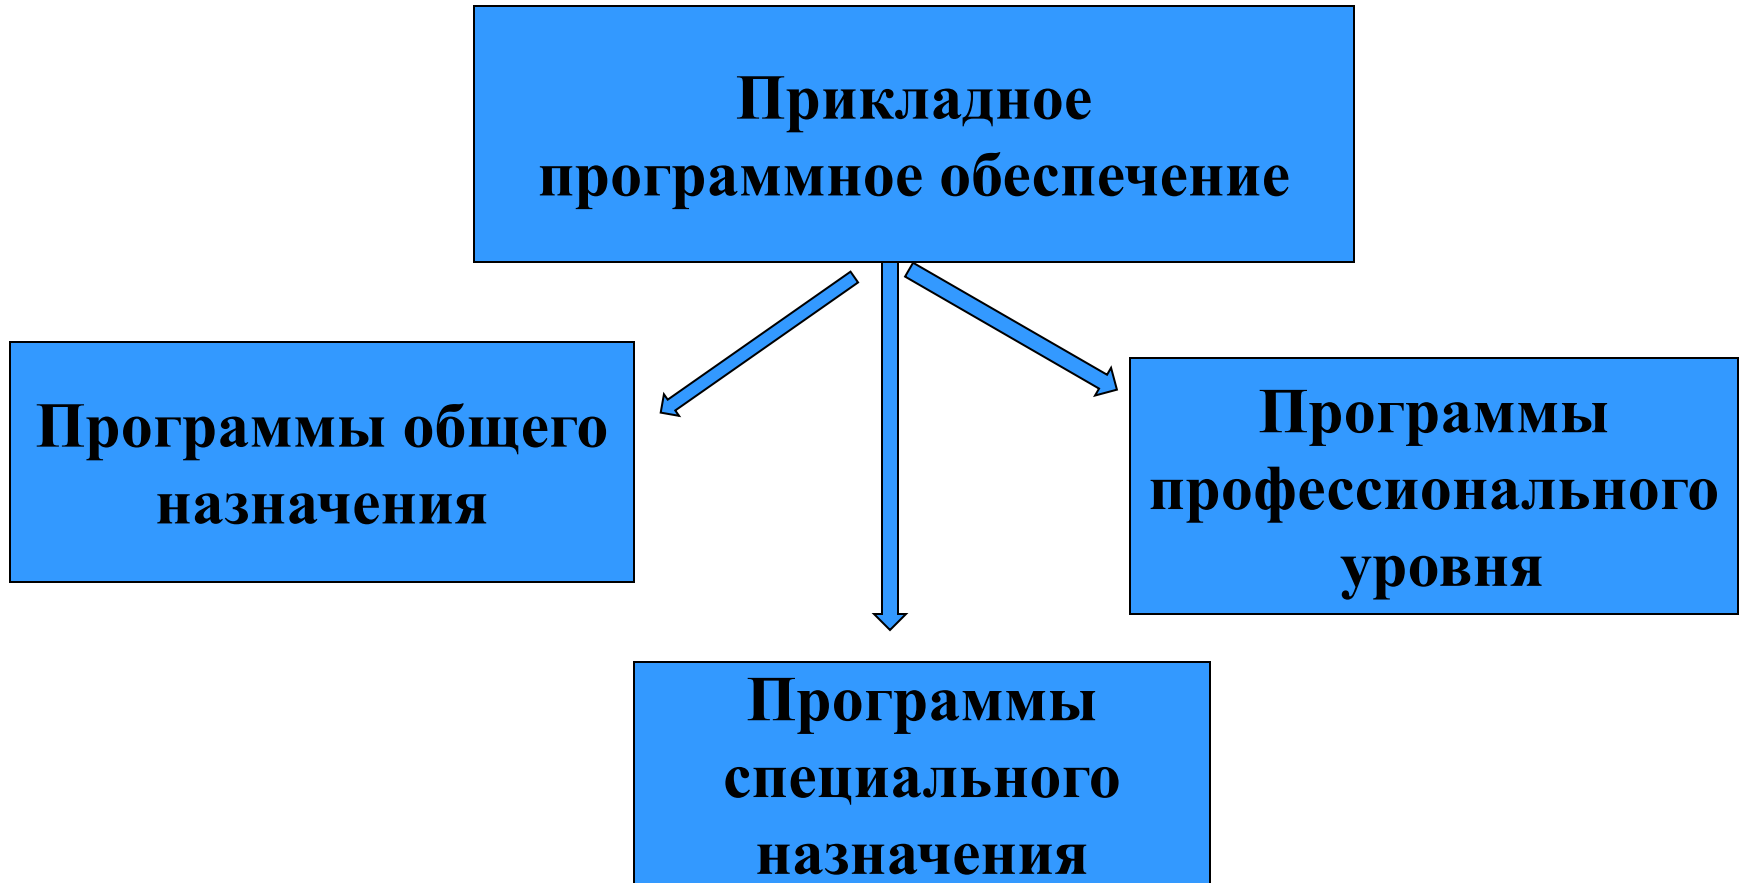 Прикладное
программное обеспечение
Программы общего
назначения
Программы
профессионального
уровня
Программы
специального
назначения